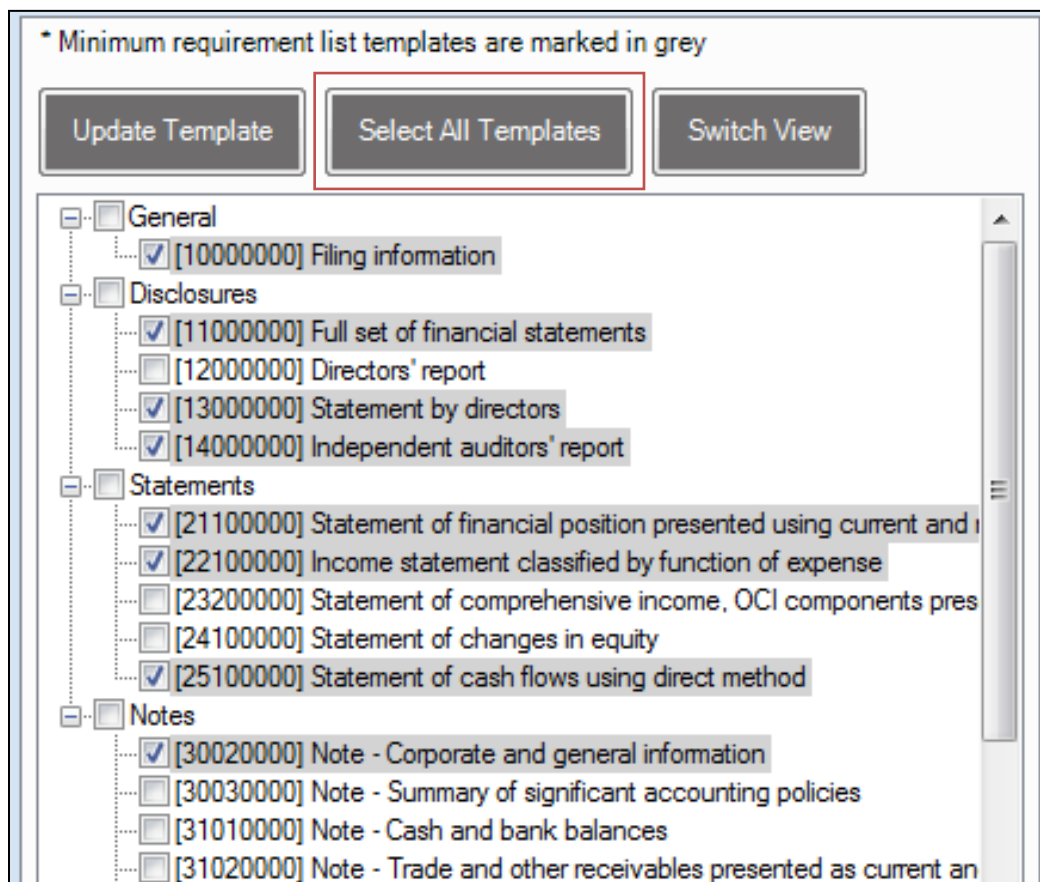 * Minimum requirement list templates are marked in grey
Update Template Select All Templates Switch View
General
[10000000] Filing information
Disclosures
[11000000] Full set of financial statements
[12000000] Directors' report
[13000000] Statement by directors
[14000000] Independent auditors' report
Statements
[21100000] Statement of financial position presented using current and
[22100000] Income statement classified by function of expense
[23200000] Statement of comprehensive income, OCI components pres
[24100000] Statement of changes in equity
[25100000] Statement of cash flows using direct method
Notes
[30020000] Note - Corporate and general information
[30030000] Note - Summary of significant accounting policies
[31010000] Note - Cash and bank balances
[31020000] Note - Trade and other receivables presented as current an